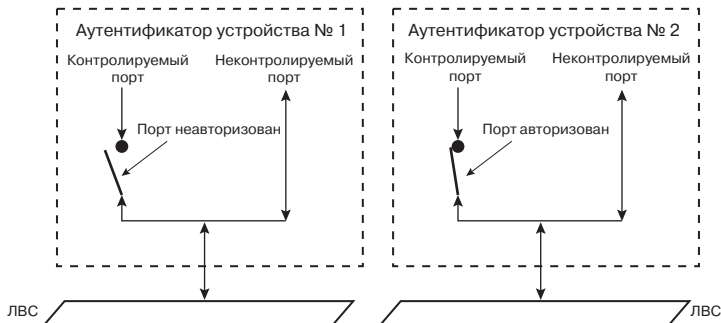 Аутентификатор устройства № 1
Контролируемый порт
Неконтролируемый порт
Порт неавторизован
Аутентификатор устройства № 2
Контролируемый порт
Неконтролируемый порт
Порт авторизован
ЛВС
ЛВС